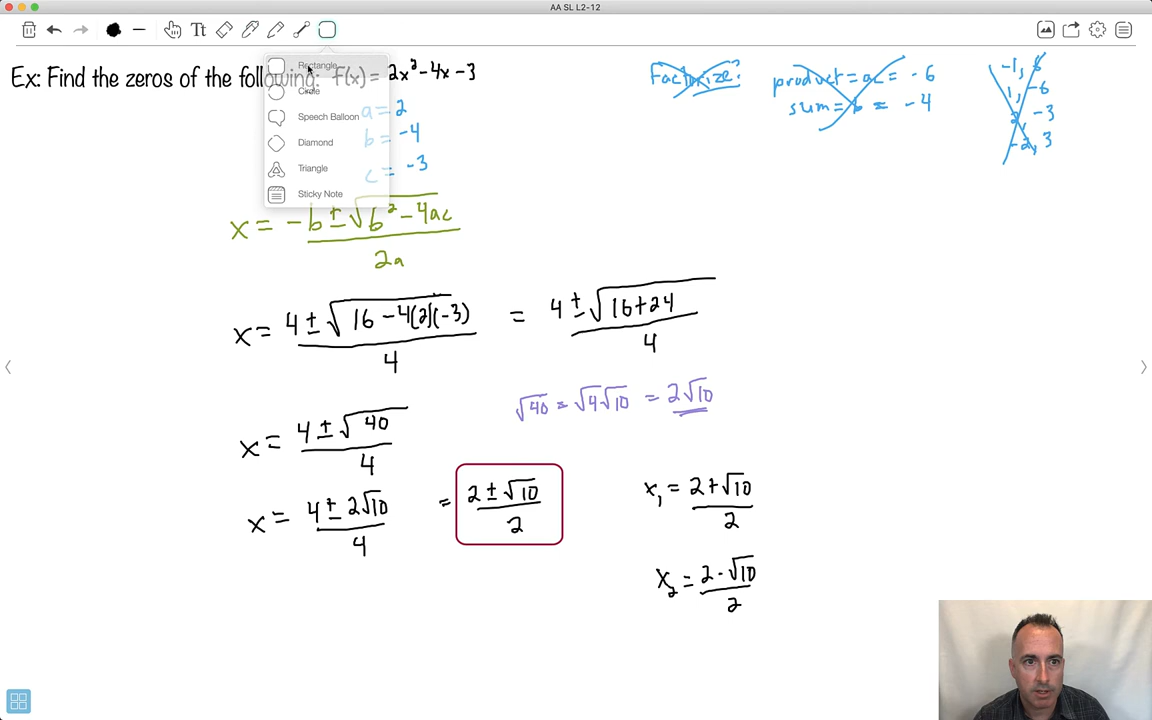 AA SL L2-12
Tt
Rectangle
Circle
Speech Balloon
Diamond
Triangle
Sticky Note
Ex: Find the zeros of the following: f(x) = 2x²-4x-3
a = 2
b = -4
c = -3
Factorize?
product = ac = -6
sum = b = -4
-1, 6
1, -6
2, -3
-2, 3
x = -b ± √b² - 4ac / 2a
x = 4 ± √16 - 4(2)(-3) / 4 = 4 ± √16+24 / 4
√40 = √4√10 = 2√10
x = 4 ± √40 / 4
x = 4 ± 2√10 / 4 = 2 ± √10 / 2
x₁ = 2+√10 / 2
x₂ = 2-√10 / 2